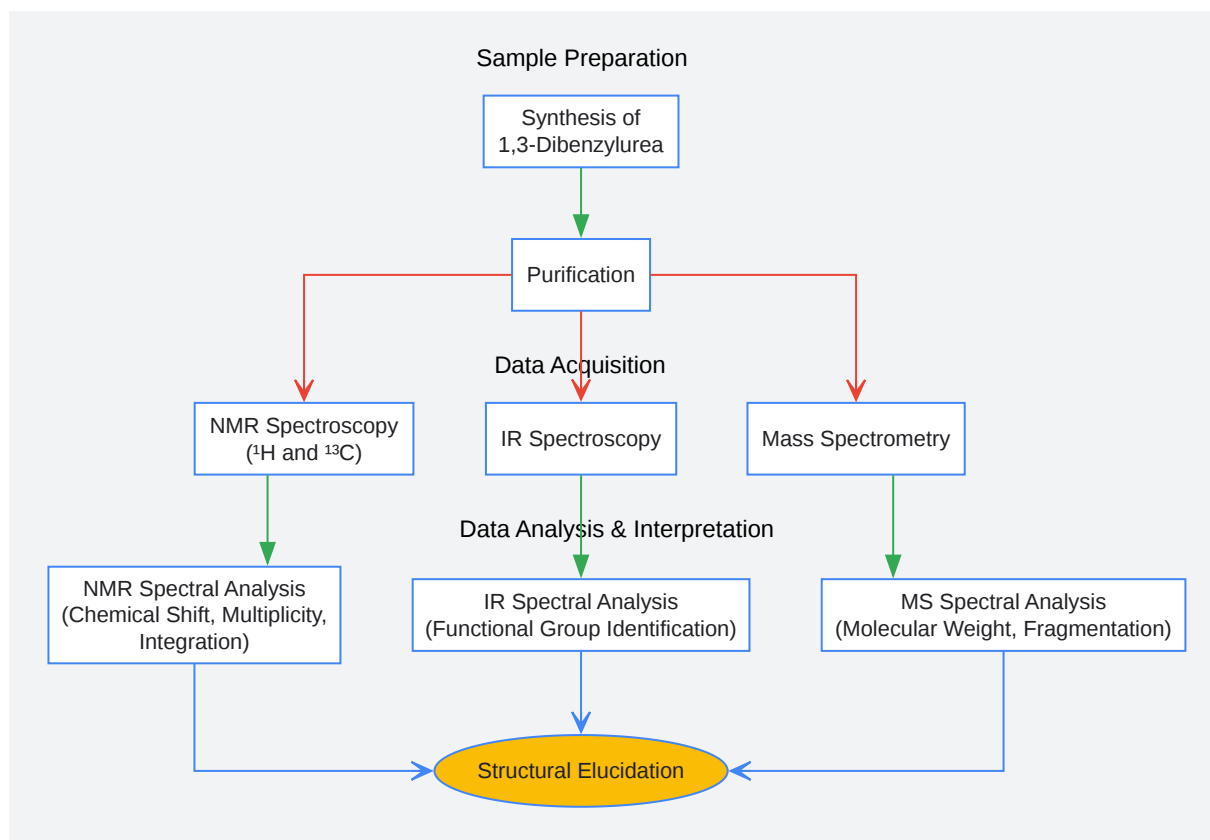 Sample Preparation
Synthesis of
1,3-Dibenzylurea
Purification
Data Acquisition
NMR Spectroscopy
(¹H and ¹³C)
IR Spectroscopy
Mass Spectrometry
Data Analysis & Interpretation
NMR Spectral Analysis
(Chemical Shift, Multiplicity,
Integration)
IR Spectral Analysis
(Functional Group Identification)
MS Spectral Analysis
(Molecular Weight, Fragmentation)
Structural Elucidation